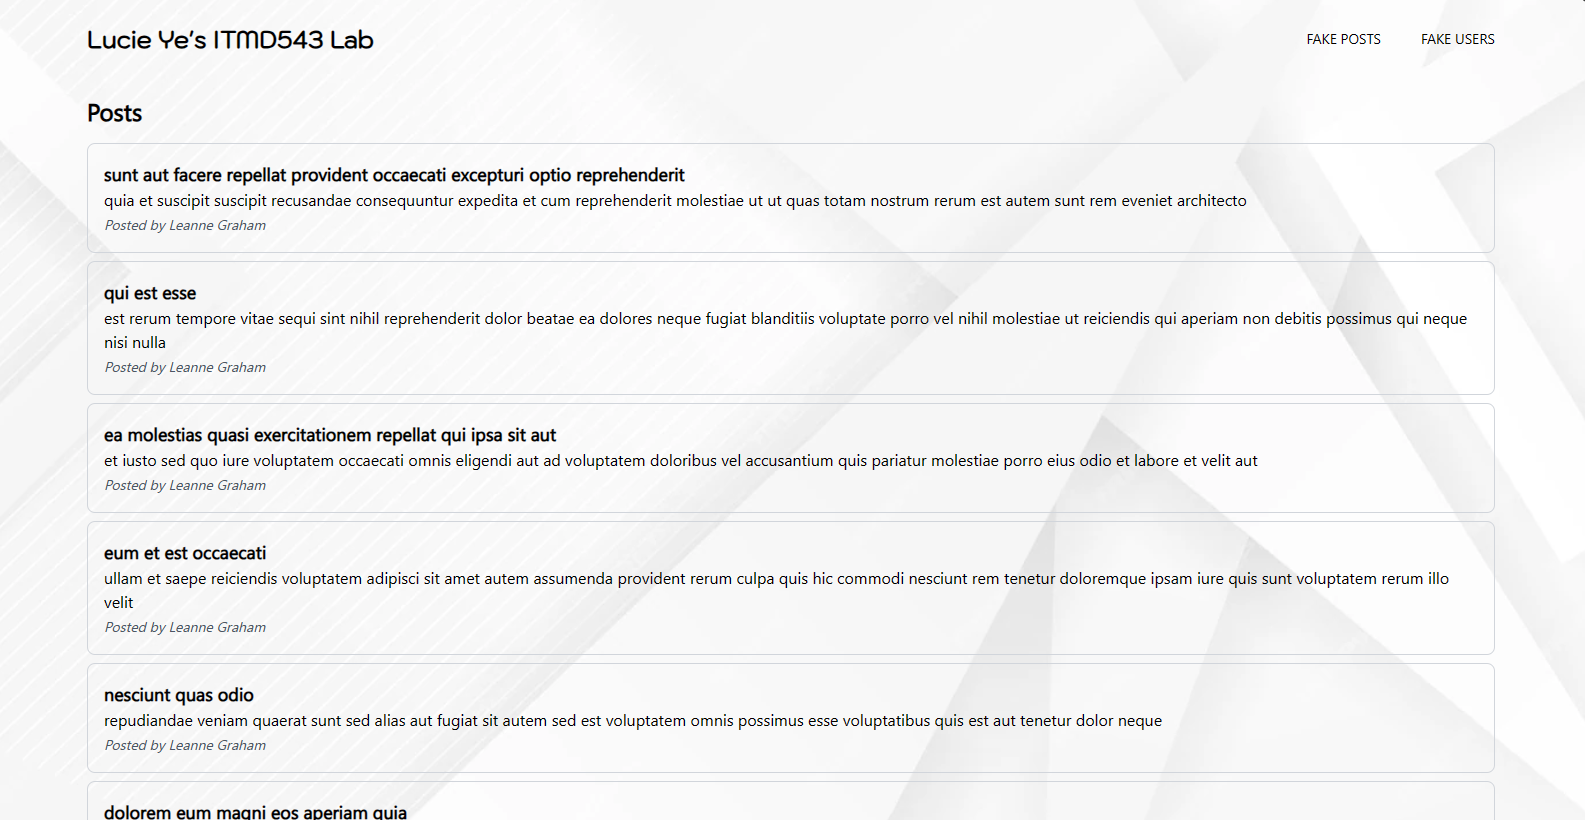 Lucie Ye's ITMD543 Lab
FAKE POSTS
FAKE USERS
Posts
sunt aut facere repellat provident occaecati excepturi optio reprehenderit
quia et suscipit suscipit recusandae consequuntur expedita et cum reprehenderit molestiae ut ut quas totam nostrum rerum est autem sunt rem eveniet architecto
Posted by Leanne Graham
qui est esse
est rerum tempore vitae sequi sint nihil reprehenderit dolor beatae ea dolores neque fugiat blanditiis voluptate porro vel nihil molestiae ut reiciendis qui aperiam non debitis possimus qui neque
nisi nulla
Posted by Leanne Graham
ea molestias quasi exercitationem repellat qui ipsa sit aut
et iusto sed quo iure voluptatem occaecati omnis eligendi aut ad voluptatem doloribus vel accusantium quis pariatur molestiae porro eius odio et labore et velit aut
Posted by Leanne Graham
eum et est occaecati
ullam et saepe reiciendis voluptatem adipisci sit amet autem assumenda provident rerum culpa quis hic commodi nesciunt rem tenetur doloremque ipsam iure quis sunt voluptatem rerum illo
velit
Posted by Leanne Graham
nesciunt quas odio
repudiandae veniam quaerat sunt sed alias aut fugiat sit autem sed est voluptatem omnis possimus esse voluptatibus quis est aut tenetur dolor neque
Posted by Leanne Graham
dolorem eum magni eos aperiam quia